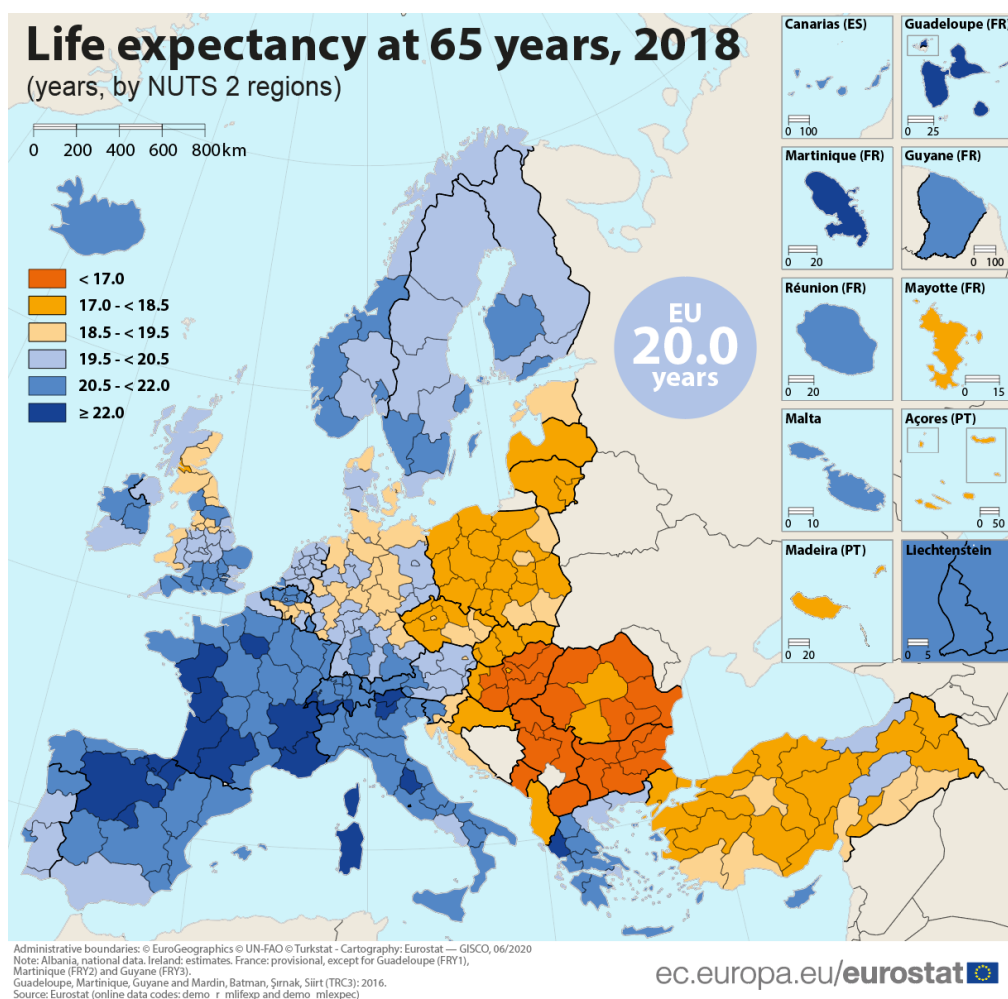 Life expectancy at 65 years, 2018
(years, by NUTS 2 regions)
0 200 400 600 800km
< 17.0
17.0 - < 18.5
18.5 - < 19.5
19.5 - < 20.5
20.5 - < 22.0
≥ 22.0
EU
20.0
years
Canarias (ES)
0 100
Guadeloupe (FR)
0 25
Martinique (FR)
0 20
Guyane (FR)
0 100
Réunion (FR)
0 20
Mayotte (FR)
0 15
Malta
0 10
Açores (PT)
0 50
Madeira (PT)
0 20
Liechtenstein
0 5
Administrative boundaries: © EuroGeographics © UN-FAO © Turkstat - Cartography: Eurostat — GISCO, 06/2020
Note: Albania, national data. Ireland: estimates. France: provisional, except for Guadeloupe (FRY1),
Martinique (FRY2) and Guyane (FRY3).
Guadeloupe, Martinique, Guyane and Mardin, Batman, Şırnak, Siirt (TRC3): 2016.
Source: Eurostat (online data codes: demo_r_mlifexp and demo_mlexpec)
ec.europa.eu/eurostat